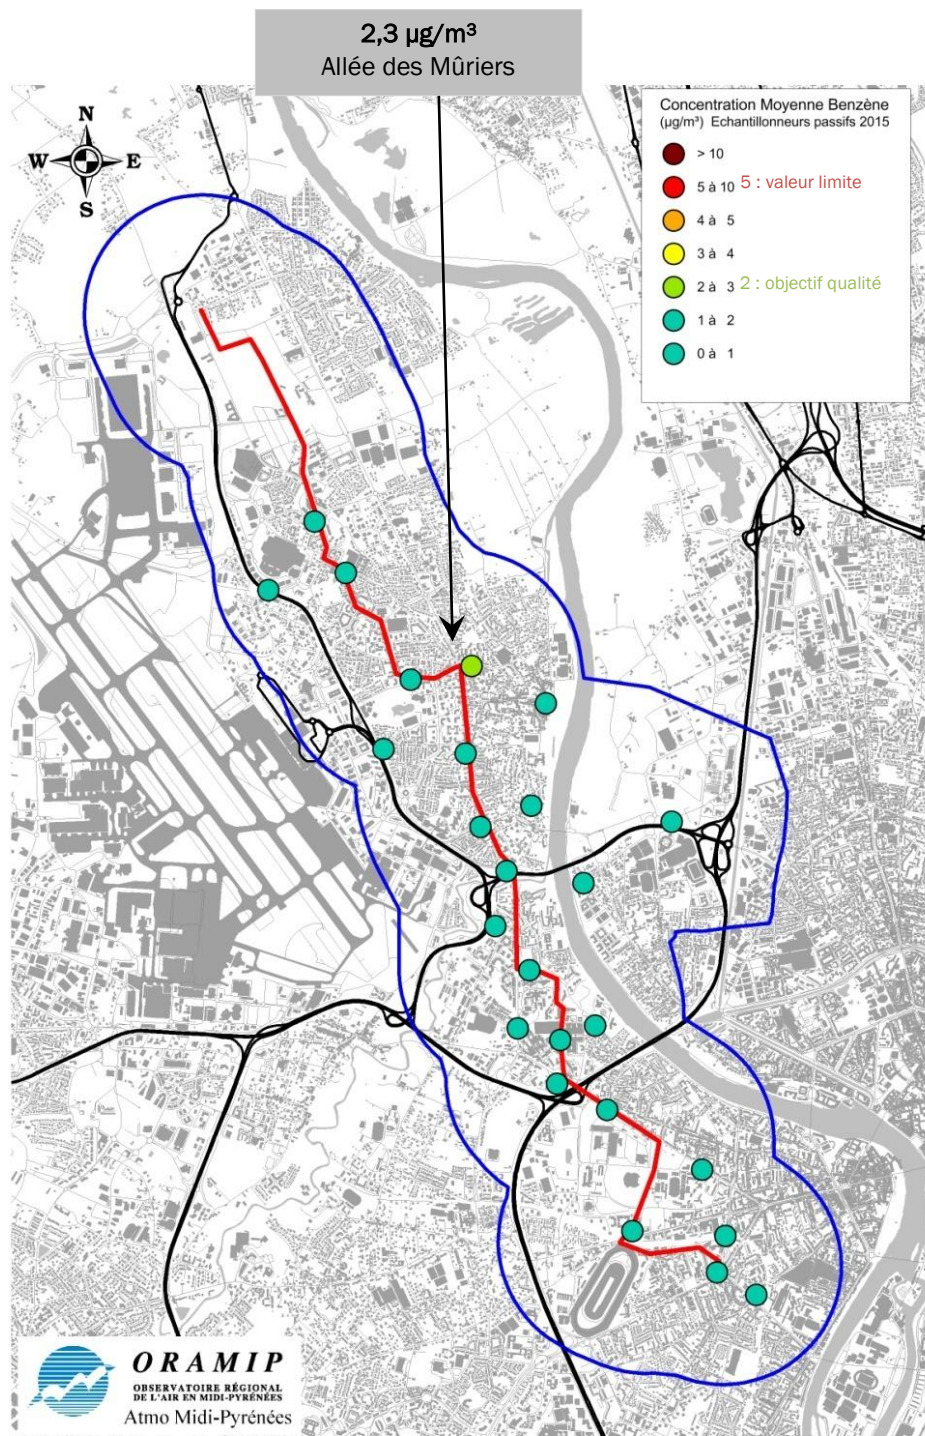 2,3 µg/m³
Allée des Mûriers
N
W E
S
Concentration Moyenne Benzène
(µg/m³) Echantillonneurs passifs 2015
> 10
5 à 10 5 : valeur limite
4 à 5
3 à 4
2 à 3 2 : objectif qualité
1 à 2
0 à 1
ORAMIP
OBSERVATOIRE RÉGIONAL
DE L'AIR EN MIDI-PYRÉNÉES
Atmo Midi-Pyrénées